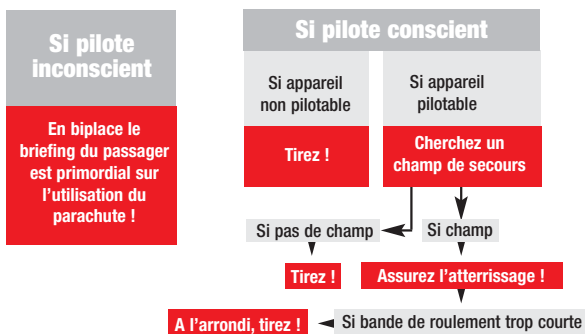 Si pilote
inconscient
En biplace le
briefing du passager
est primordial sur
l'utilisation du
parachute !
Si pilote conscient
Si appareil
non pilotable
Si appareil
pilotable
Tirez !
Cherchez un
champ de secours
Si pas de champ
Si champ
Tirez !
Assurez l'atterrissage !
A l'arrondi, tirez !
Si bande de roulement trop courte